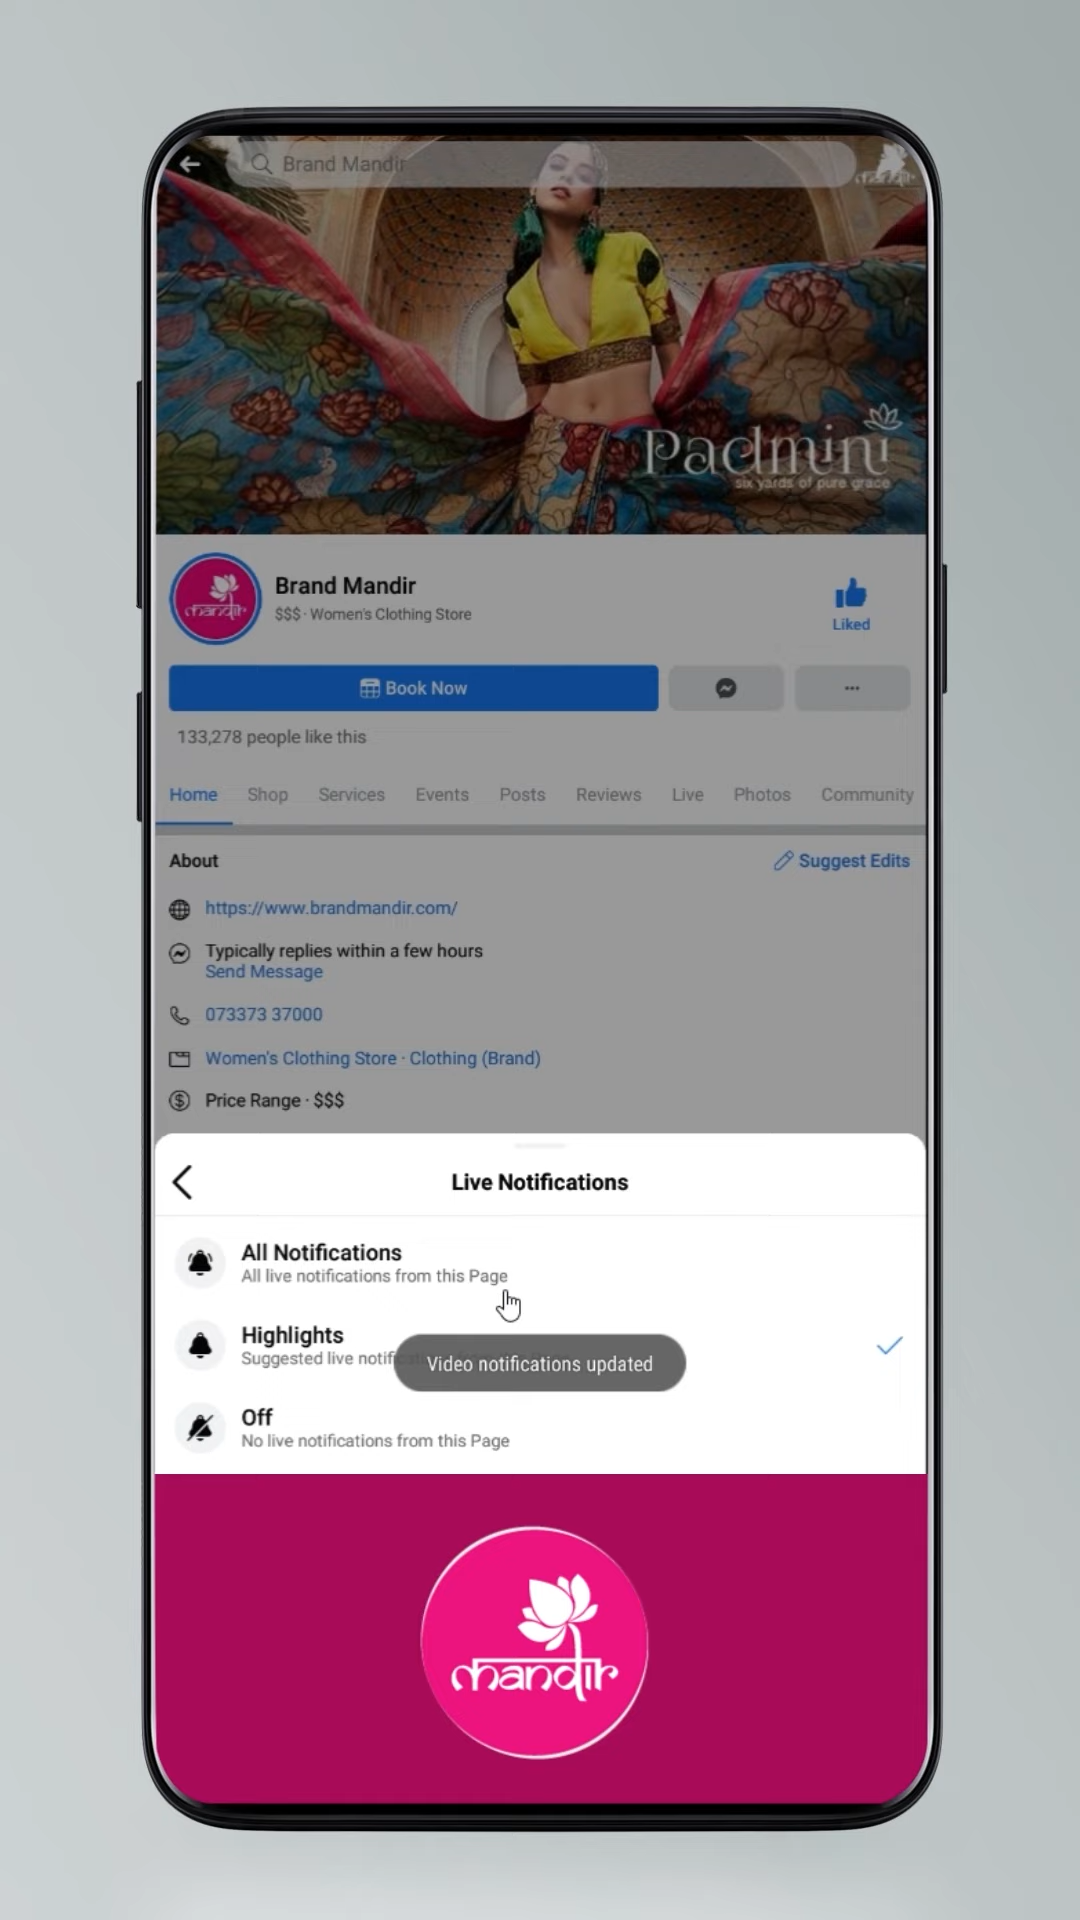 Brand Mandir
mandir
Padmini
six yards of pure grace
mandir
Brand Mandir
$$$ · Women's Clothing Store
Liked
Book Now
133,278 people like this
Home Shop Services Events Posts Reviews Live Photos Community
About
Suggest Edits
https://www.brandmandir.com/
Typically replies within a few hours
Send Message
073373 37000
Women's Clothing Store · Clothing (Brand)
Price Range · $$$
Live Notifications
All Notifications
All live notifications from this Page
Highlights
Suggested live
Video notifications updated
Off
No live notifications from this Page
mandir